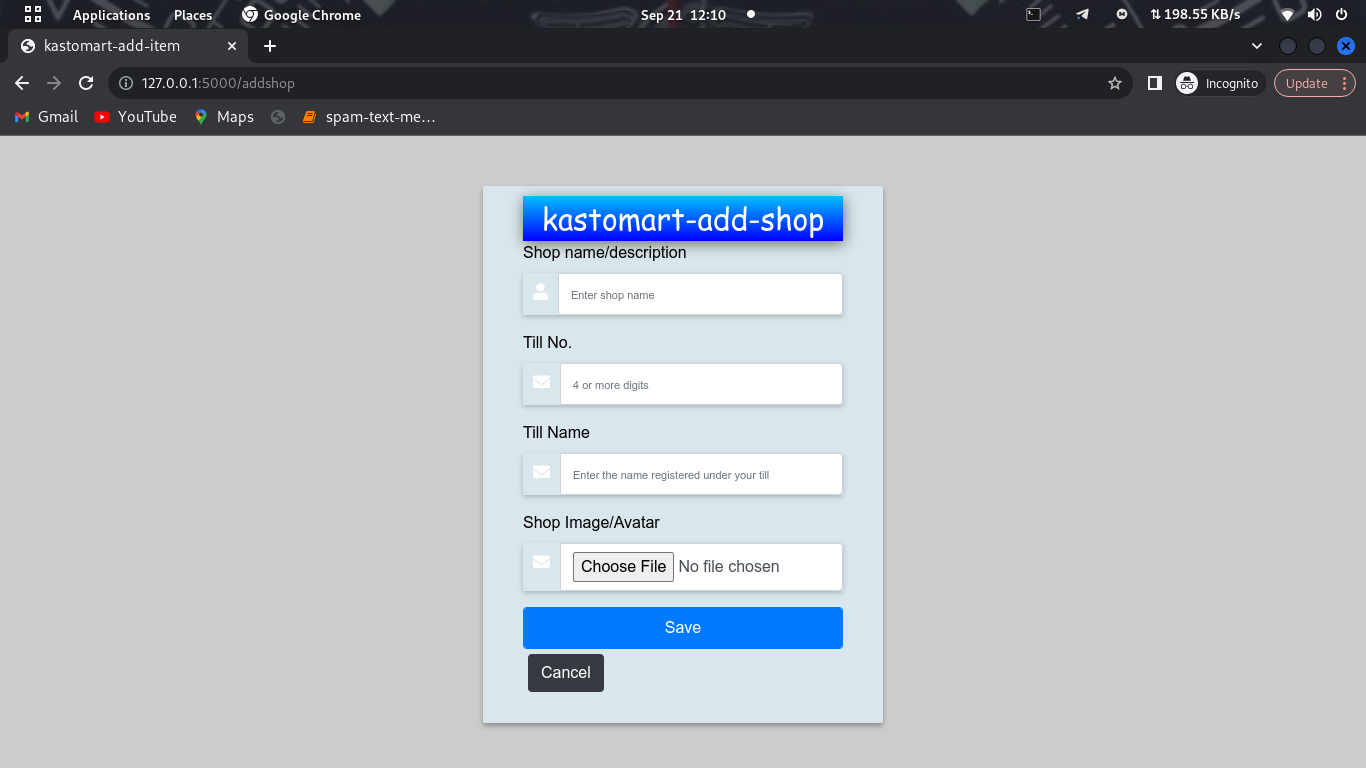 Applications Places Google Chrome Sep 21 12:10 198.55 KB/s
kastomart-add-item
127.0.0.1:5000/addshop Incognito Update
Gmail YouTube Maps spam-text-me…
kastomart-add-shop
Shop name/description
Enter shop name
Till No.
4 or more digits
Till Name
Enter the name registered under your till
Shop Image/Avatar
Choose File No file chosen
Save
Cancel